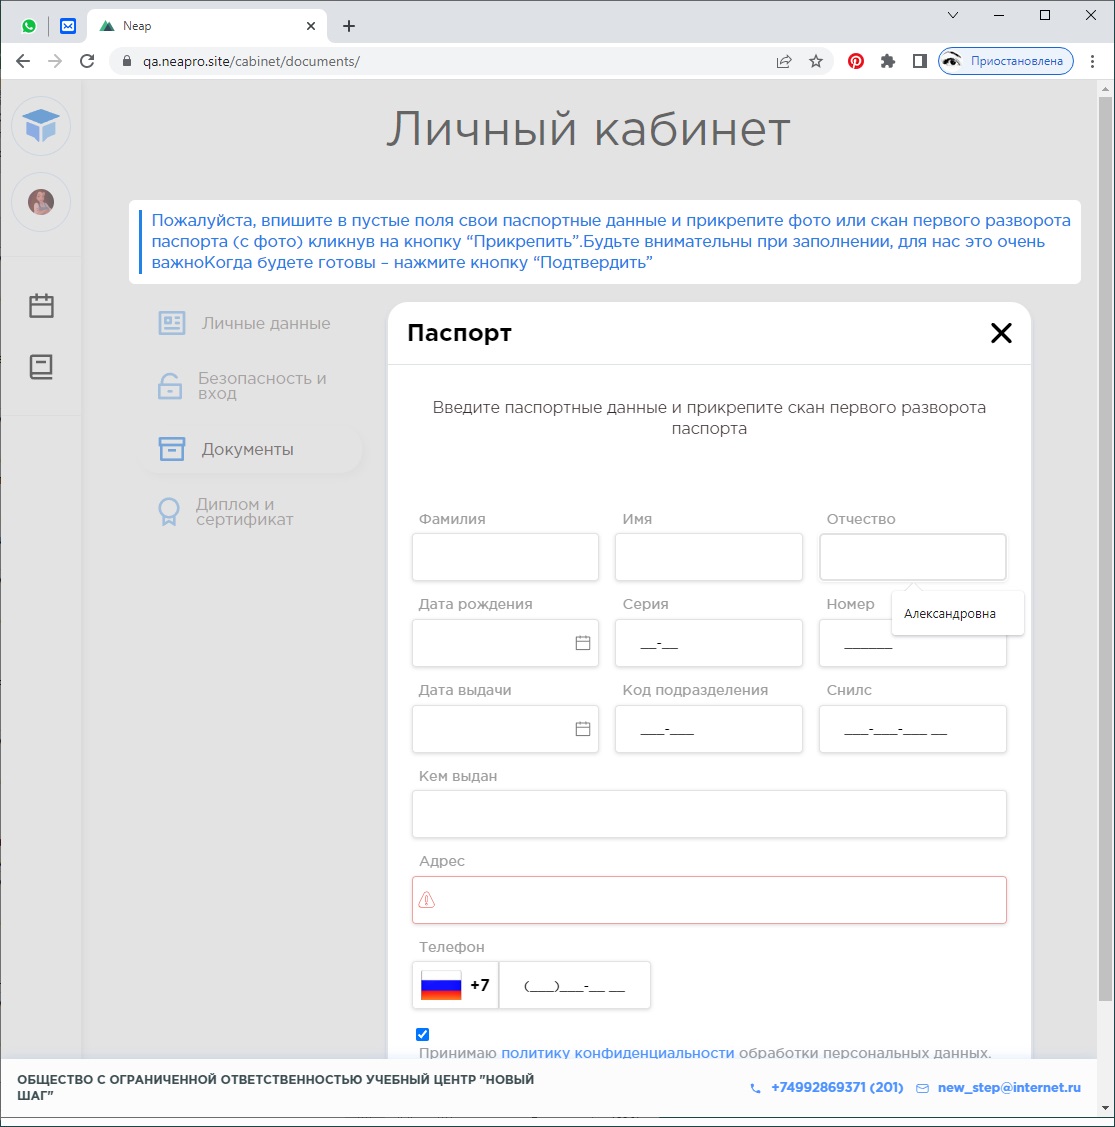 Neap
qa.neapro.site/cabinet/documents/
Приостановлена
Личный кабинет
Пожалуйста, впишите в пустые поля свои паспортные данные и прикрепите фото или скан первого разворота
паспорта (с фото) кликнув на кнопку “Прикрепить”.Будьте внимательны при заполнении, для нас это очень
важноКогда будете готовы – нажмите кнопку “Подтвердить”
Личные данные
Безопасность и
вход
Документы
Диплом и
сертификат
Паспорт
Введите паспортные данные и прикрепите скан первого разворота
паспорта
Фамилия Имя Отчество
Александровна
Дата рождения Серия Номер
__-__ ______
Дата выдачи Код подразделения Снилс
___-___ ___-___-___ __
Кем выдан
Адрес
Телефон
+7 (___)___-__ __
Принимаю политику конфиденциальности обработки персональных данных.
ОБЩЕСТВО С ОГРАНИЧЕННОЙ ОТВЕТСТВЕННОСТЬЮ УЧЕБНЫЙ ЦЕНТР "НОВЫЙ
ШАГ"
+74992869371 (201) new_step@internet.ru